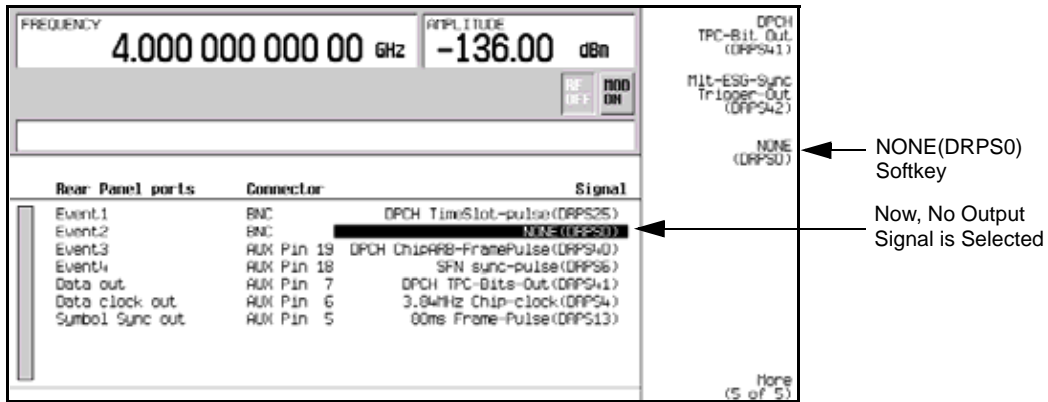 FREQUENCY
4.000 000 000 00 GHz
AMPLITUDE
-136.00 dBm
RF OFF
MOD ON
DPCH
TPC-Bit Out
(DRPS41)
Mlt-ESG-Sync
Trigger-Out
(DRPS42)
NONE
(DRPS0)
NONE(DRPS0)
Softkey
Now, No Output
Signal is Selected
Rear Panel ports Connector Signal
Event1 BNC DPCH TimeSlot-pulse(DRPS25)
Event2 BNC NONE(DRPS0)
Event3 AUX Pin 19 DPCH ChipARB-FramePulse(DRPS40)
Event4 AUX Pin 18 SFN sync-pulse(DRPS6)
Data out AUX Pin 7 DPCH TPC-Bits-Out(DRPS41)
Data clock out AUX Pin 6 3.84MHz Chip-clock(DRPS4)
Symbol Sync out AUX Pin 5 Frame-Pulse(DRPS13)
More
(5 of 5)